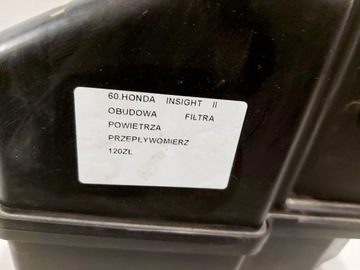 60.HONDA INSIGHT II
OBUDOWA FILTRA
POWIETRZA
PRZEPŁYWOMIERZ
120ZŁ